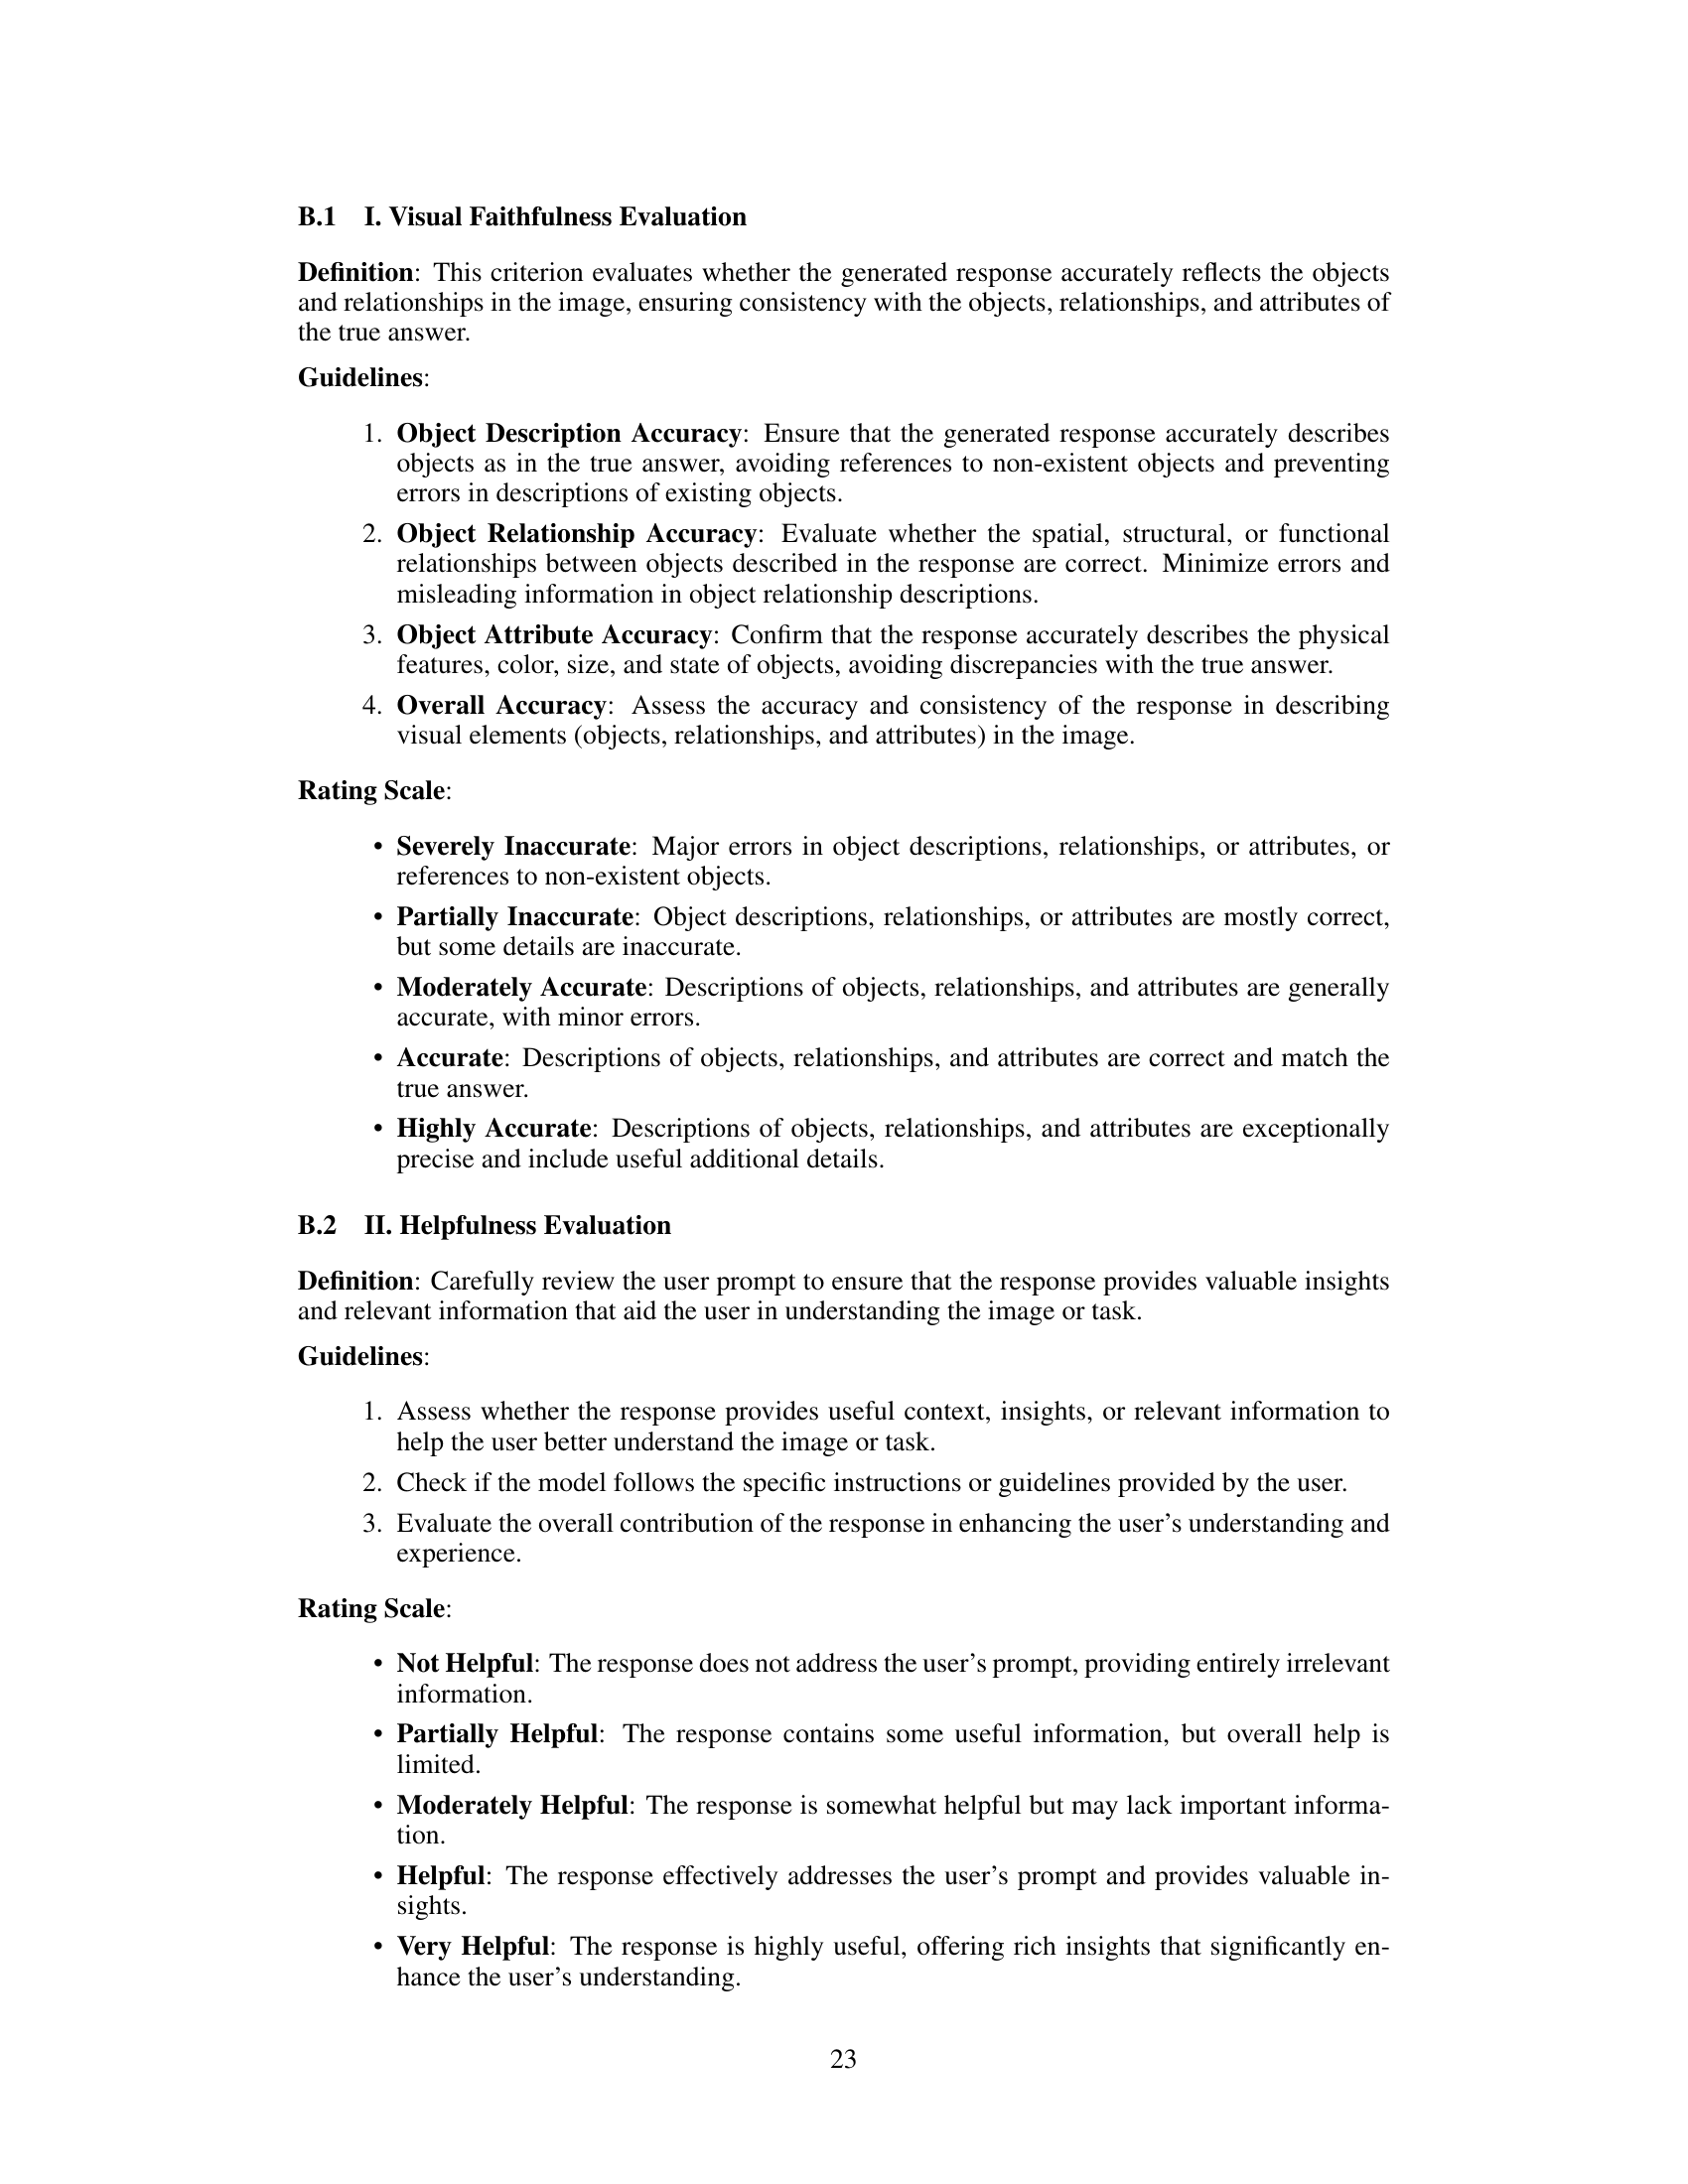 B.1 I. Visual Faithfulness Evaluation
Definition: This criterion evaluates whether the generated response accurately reflects the objects
and relationships in the image, ensuring consistency with the objects, relationships, and attributes of
the true answer.
Guidelines:
1. Object Description Accuracy: Ensure that the generated response accurately describes
objects as in the true answer, avoiding references to non-existent objects and preventing
errors in descriptions of existing objects.
2. Object Relationship Accuracy: Evaluate whether the spatial, structural, or functional
relationships between objects described in the response are correct. Minimize errors and
misleading information in object relationship descriptions.
3. Object Attribute Accuracy: Confirm that the response accurately describes the physical
features, color, size, and state of objects, avoiding discrepancies with the true answer.
4. Overall Accuracy: Assess the accuracy and consistency of the response in describing
visual elements (objects, relationships, and attributes) in the image.
Rating Scale:
• Severely Inaccurate: Major errors in object descriptions, relationships, or attributes, or
references to non-existent objects.
• Partially Inaccurate: Object descriptions, relationships, or attributes are mostly correct,
but some details are inaccurate.
• Moderately Accurate: Descriptions of objects, relationships, and attributes are generally
accurate, with minor errors.
• Accurate: Descriptions of objects, relationships, and attributes are correct and match the
true answer.
• Highly Accurate: Descriptions of objects, relationships, and attributes are exceptionally
precise and include useful additional details.
B.2 II. Helpfulness Evaluation
Definition: Carefully review the user prompt to ensure that the response provides valuable insights
and relevant information that aid the user in understanding the image or task.
Guidelines:
1. Assess whether the response provides useful context, insights, or relevant information to
help the user better understand the image or task.
2. Check if the model follows the specific instructions or guidelines provided by the user.
3. Evaluate the overall contribution of the response in enhancing the user's understanding and
experience.
Rating Scale:
• Not Helpful: The response does not address the user's prompt, providing entirely irrelevant
information.
• Partially Helpful: The response contains some useful information, but overall help is
limited.
• Moderately Helpful: The response is somewhat helpful but may lack important informa-
tion.
• Helpful: The response effectively addresses the user's prompt and provides valuable in-
sights.
• Very Helpful: The response is highly useful, offering rich insights that significantly en-
hance the user's understanding.
23